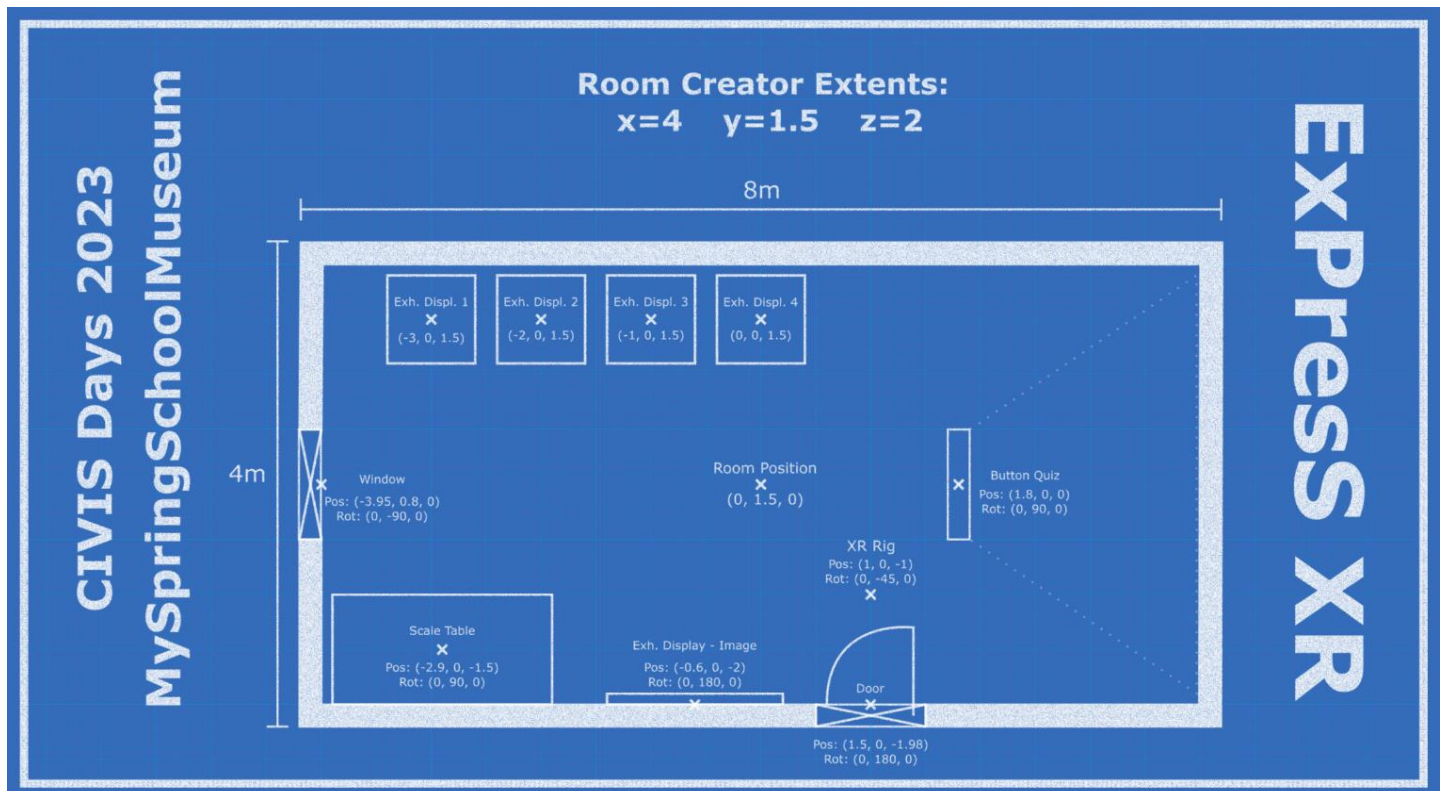 CIVIS Days 2023
MySpringSchoolMuseum
Room Creator Extents:
x=4 y=1.5 z=2
8m
4m
Exh. Displ. 1
(-3, 0, 1.5)
Exh. Displ. 2
(-2, 0, 1.5)
Exh. Displ. 3
(-1, 0, 1.5)
Exh. Displ. 4
(0, 0, 1.5)
Window
Pos: (-3.95, 0.8, 0)
Rot: (0, -90, 0)
Room Position
(0, 1.5, 0)
Button Quiz
Pos: (1.8, 0, 0)
Rot: (0, 90, 0)
XR Rig
Pos: (1, 0, -1)
Rot: (0, -45, 0)
Scale Table
Pos: (-2.9, 0, -1.5)
Rot: (0, 90, 0)
Exh. Display - Image
Pos: (-0.6, 0, -2)
Rot: (0, 180, 0)
Door
Pos: (1.5, 0, -1.98)
Rot: (0, 180, 0)
ExPresS XR